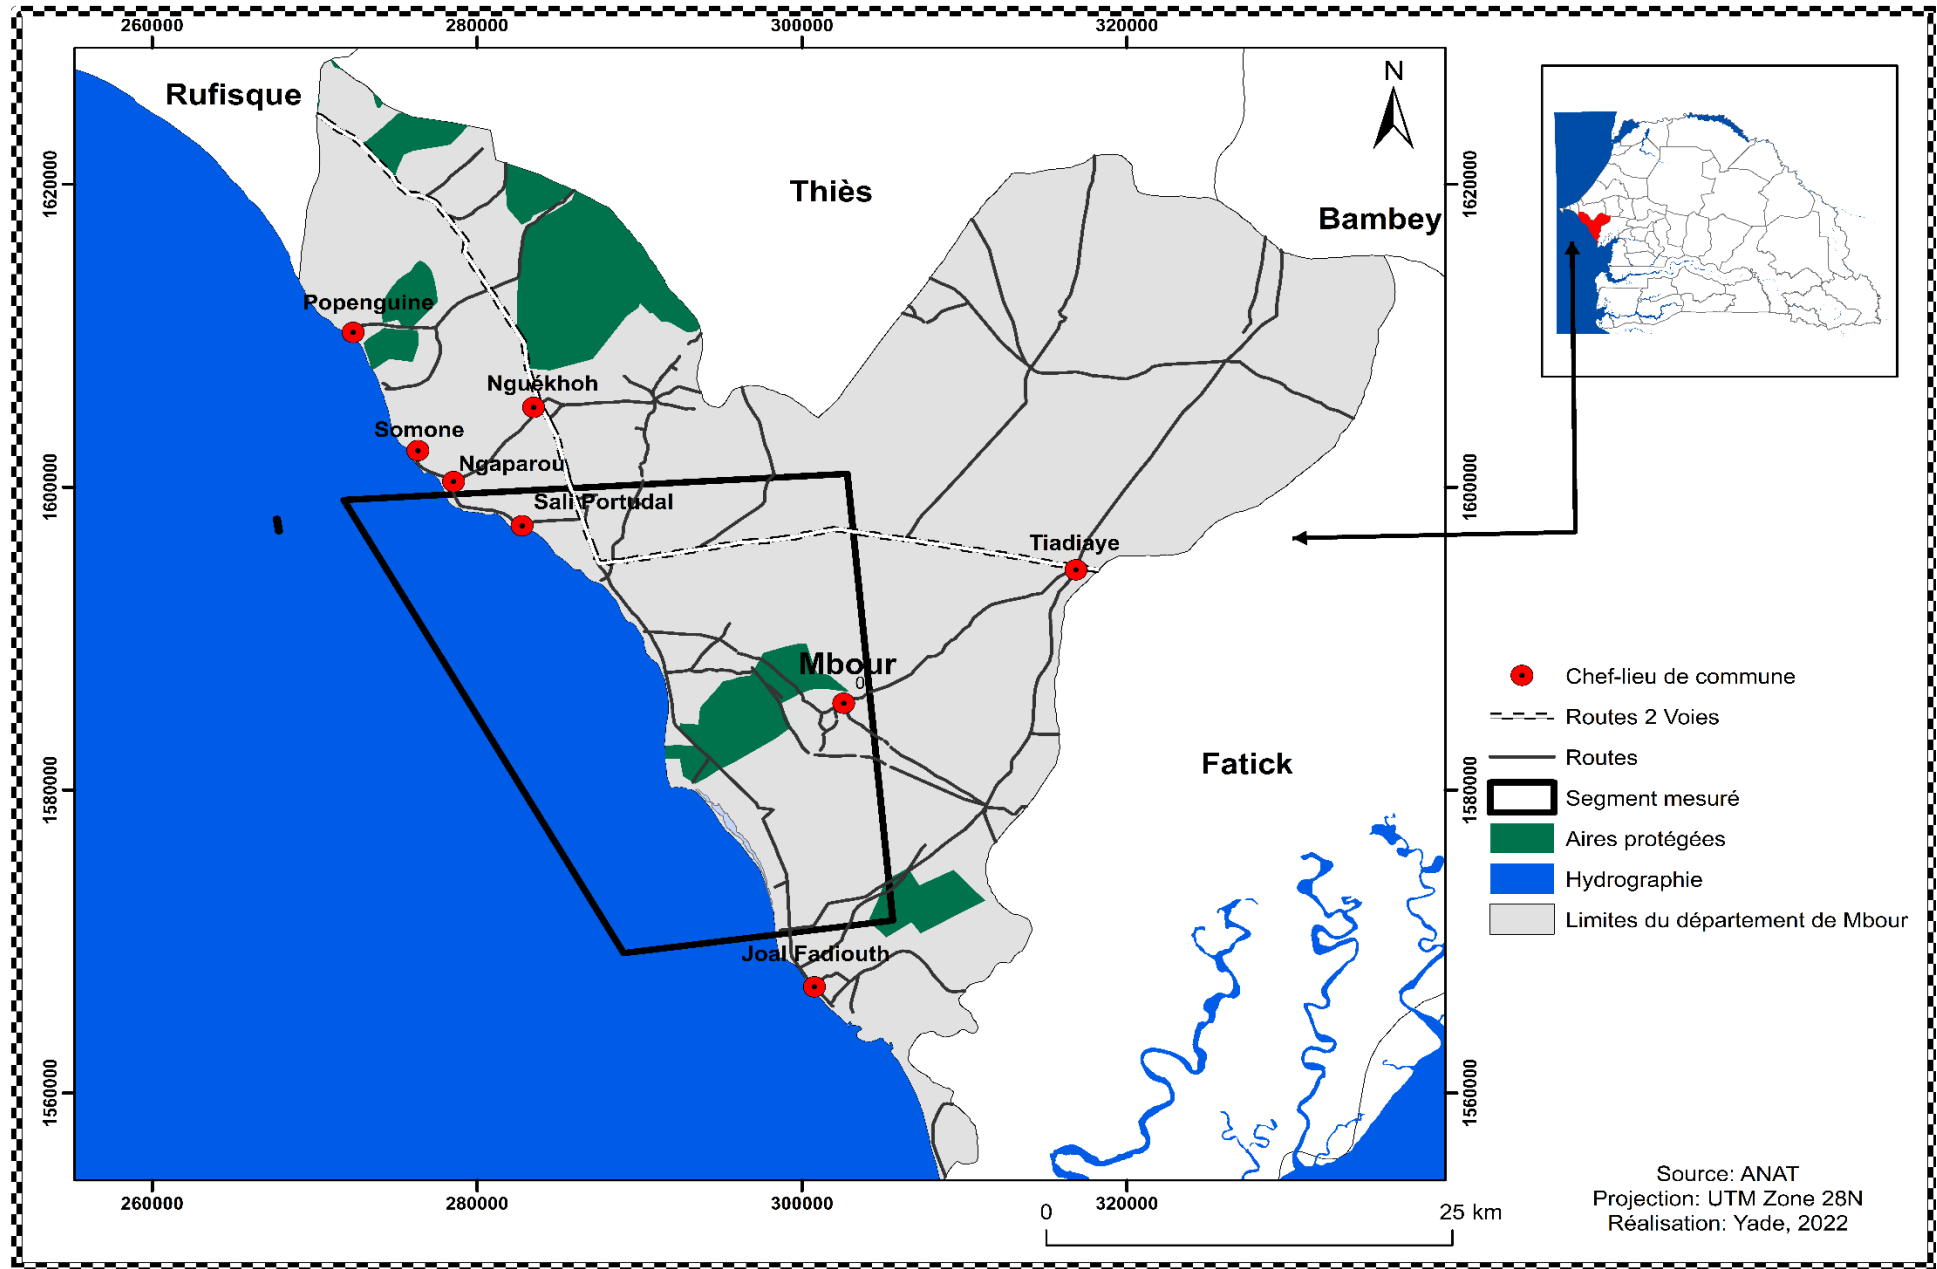 260000
280000
300000
320000
Rufisque
N
Thiès
Bambey
1620000
1620000
Popenguine
Nguékhoh
Somone
Ngaparou
Sali Portudal
1600000
1600000
Tiadiaye
Mbour
0
Fatick
1580000
1580000
Joal Fadiouth
1560000
1560000
260000
280000
300000
320000
0
25 km
Chef-lieu de commune
Routes 2 Voies
Routes
Segment mesuré
Aires protégées
Hydrographie
Limites du département de Mbour
Source: ANAT
Projection: UTM Zone 28N
Réalisation: Yade, 2022